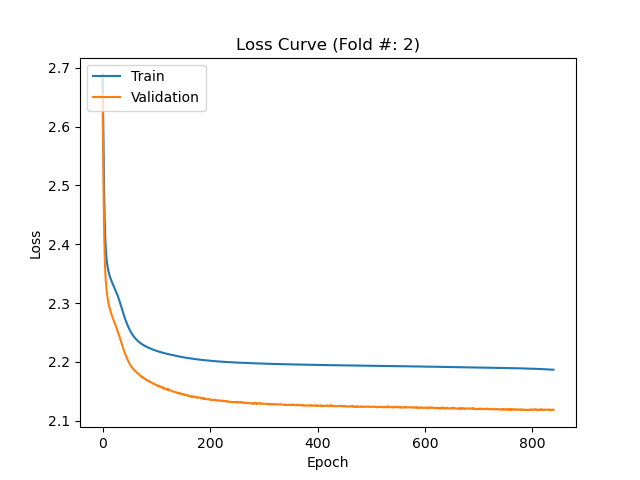 Loss Curve (Fold #: 2)
2.7
2.6
2.5
2.4
2.3
2.2
2.1
Loss
Train
Validation
0
200
400
600
800
Epoch